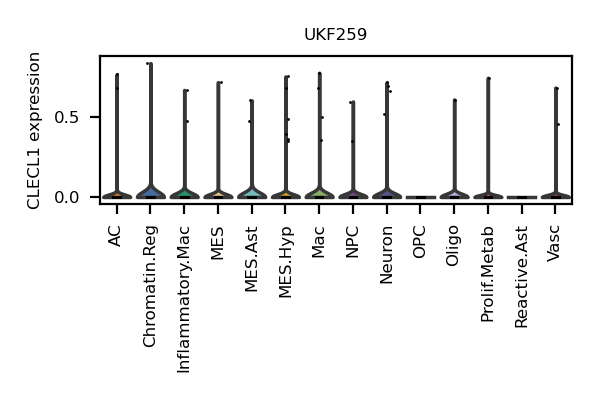 UKF259
CLECL1 expression
0.5
0.0
AC
Chromatin.Reg
Inflammatory.Mac
MES
MES.Ast
MES.Hyp
Mac
NPC
Neuron
OPC
Oligo
Prolif.Metab
Reactive.Ast
Vasc